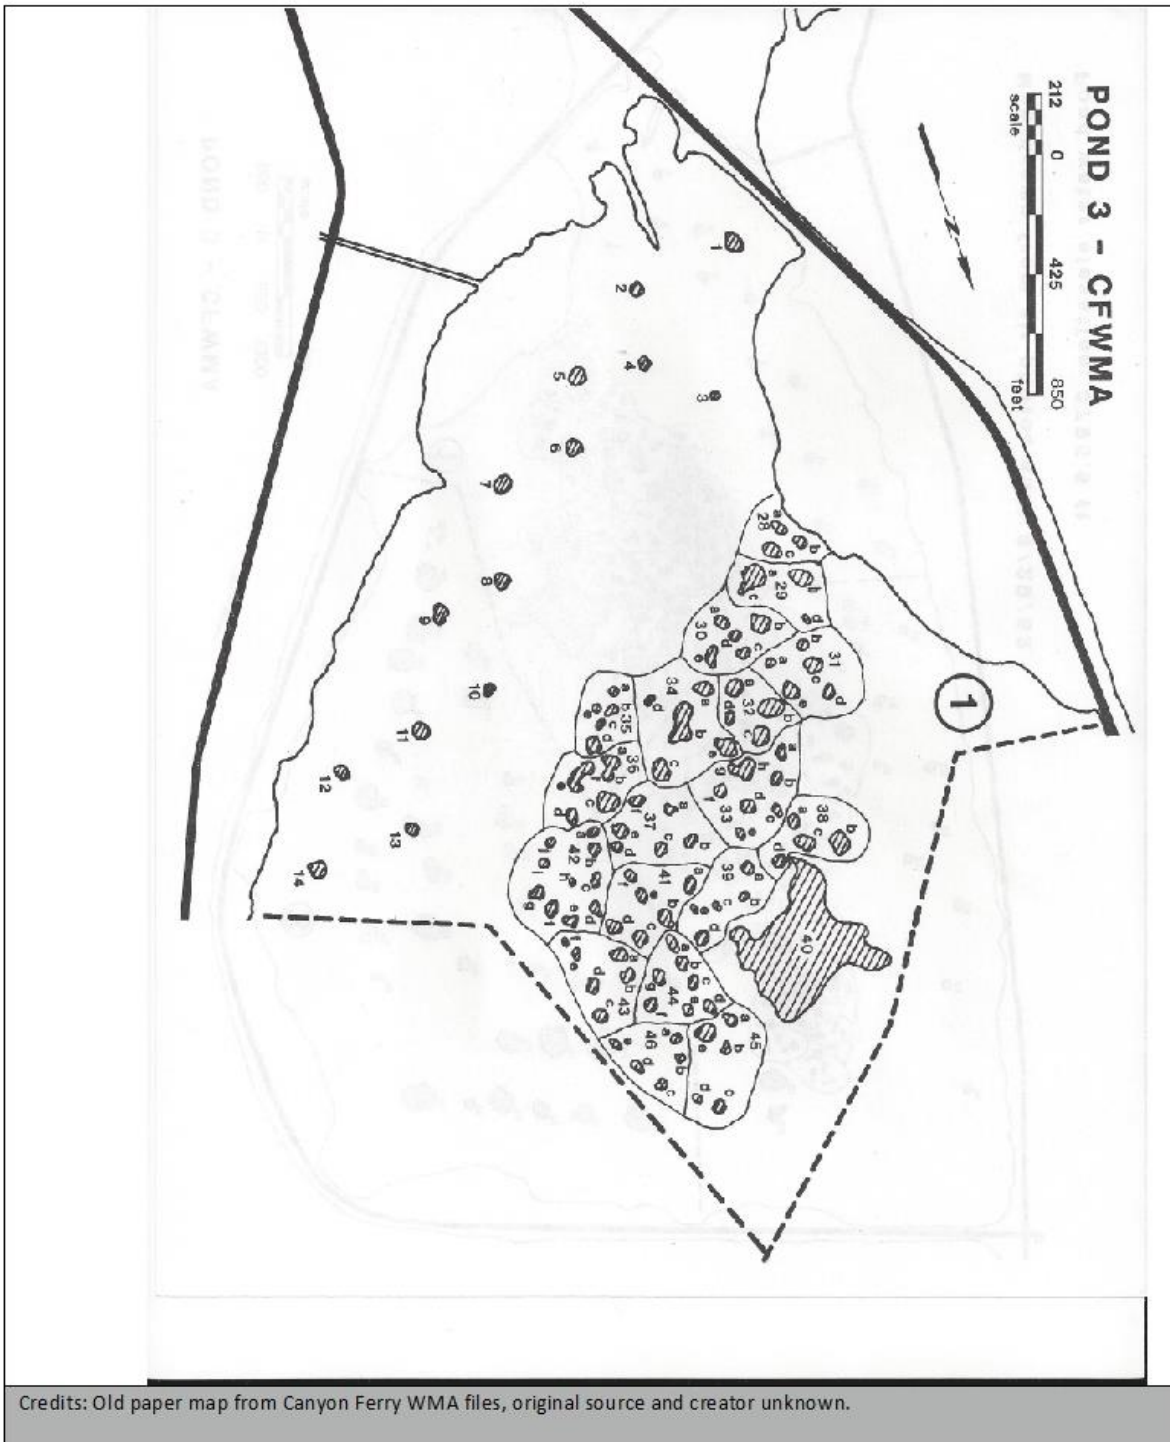 POND 3 - CFWMA
212 0 425 850
scale feet
N
1
1
2
3
4
5
6
7
8
9
10
11
12
13
14
28
a
b
c
29
a
b
c
d
30
a
b
c
d
e
31
a
b
c
d
e
32
a
b
c
d
e
33
a
b
c
d
e
f
g
h
34
a
b
c
d
35
a
b
c
d
e
36
a
b
c
d
e
f
37
a
b
c
d
e
f
38
a
b
c
d
39
a
b
c
d
e
40
41
a
b
c
d
e
f
42
a
b
c
d
e
f
g
h
i
j
43
a
b
c
d
e
f
44
a
b
c
d
e
f
g
45
a
b
c
d
e
46
a
b
c
d
e
Credits: Old paper map from Canyon Ferry WMA files, original source and creator unknown.